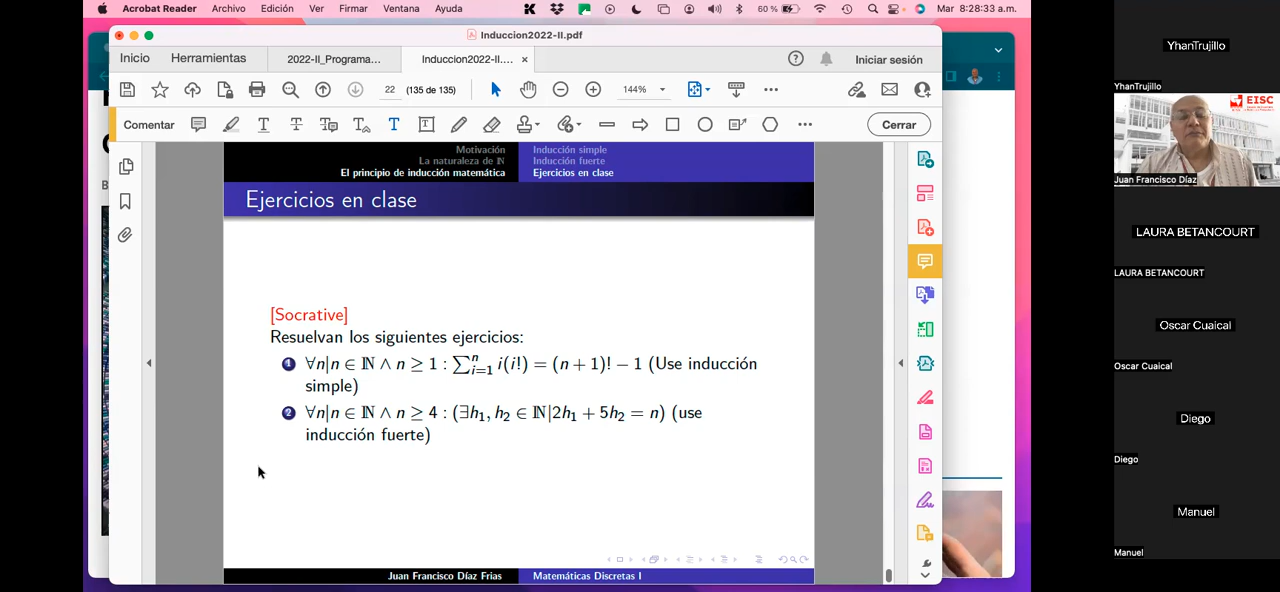 Acrobat Reader Archivo Edición Ver Firmar Ventana Ayuda 60 % Mar 8:28:33 a.m.
Induccion2022-II.pdf
Inicio Herramientas 2022-II_Programa... Induccion2022-II.... × Iniciar sesión
22 (135 de 135) 144%
Comentar Cerrar
Motivación Inducción simple
La naturaleza de ℕ Inducción fuerte
El principio de inducción matemática Ejercicios en clase
Ejercicios en clase
[Socrative]
Resuelvan los siguientes ejercicios:
1 ∀n|n ∈ ℕ ∧ n ≥ 1 : ∑ⁿᵢ₌₁ i(i!) = (n + 1)! − 1 (Use inducción
simple)
2 ∀n|n ∈ ℕ ∧ n ≥ 4 : (∃h₁, h₂ ∈ ℕ|2h₁ + 5h₂ = n) (use
inducción fuerte)
Juan Francisco Díaz Frias Matemáticas Discretas I
YhanTrujillo
YhanTrujillo
EISC
Juan Francisco Díaz
LAURA BETANCOURT
LAURA BETANCOURT
Oscar Cuaical
Oscar Cuaical
Diego
Diego
Manuel
Manuel